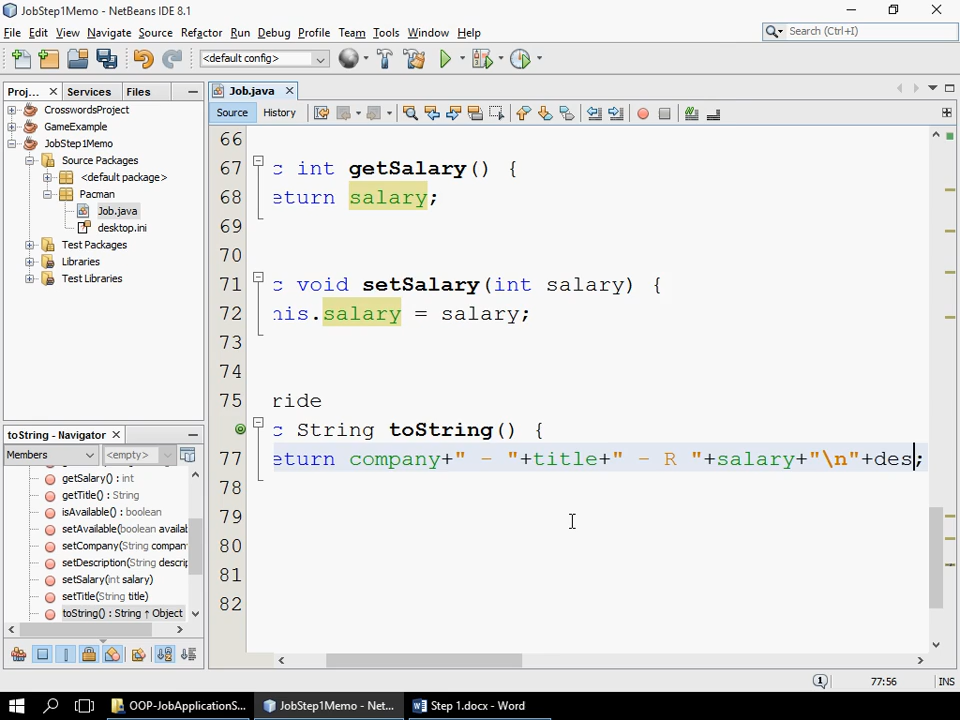 JobStep1Memo - NetBeans IDE 8.1
File Edit View Navigate Source Refactor Run Debug Profile Team Tools Window Help
Search (Ctrl+I)
<default config>
Proj... Services Files
Job.java
Source History
CrosswordsProject
GameExample
JobStep1Memo
Source Packages
<default package>
Pacman
Job.java
desktop.ini
Test Packages
Libraries
Test Libraries
66
67 c int getSalary() {
68 eturn salary;
69
70
71 c void setSalary(int salary) {
72 his.salary = salary;
73
74
75 ride
76 c String toString() {
77 eturn company+" - "+title+" - R "+salary+"\n"+des;
78
79
80
81
82
toString - Navigator
Members <empty>
getSalary() : int
getTitle() : String
isAvailable() : boolean
setAvailable(boolean availab
setCompany(String compan
setDescription(String descrip
setSalary(int salary)
setTitle(String title)
toString() : String ↑ Object
77:56 INS
OOP-JobApplicationS...
JobStep1Memo - Net...
Step 1.docx - Word